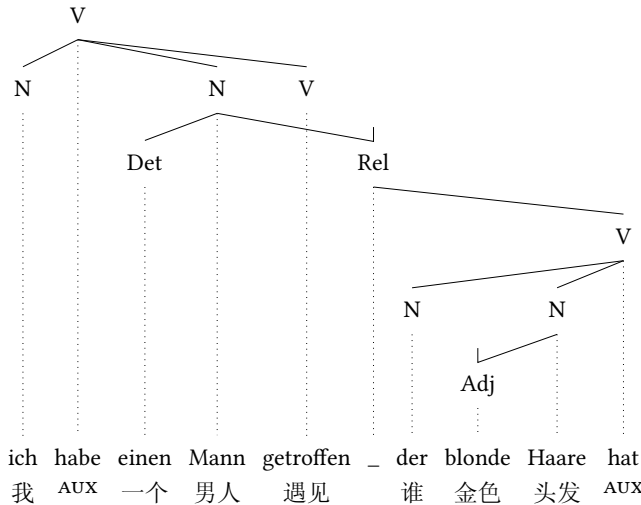 V
N N V
Det Rel
V
N N
Adj
ich habe einen Mann getroffen _ der blonde Haare hat
我 AUX 一个 男人 遇见 谁 金色 头发 AUX